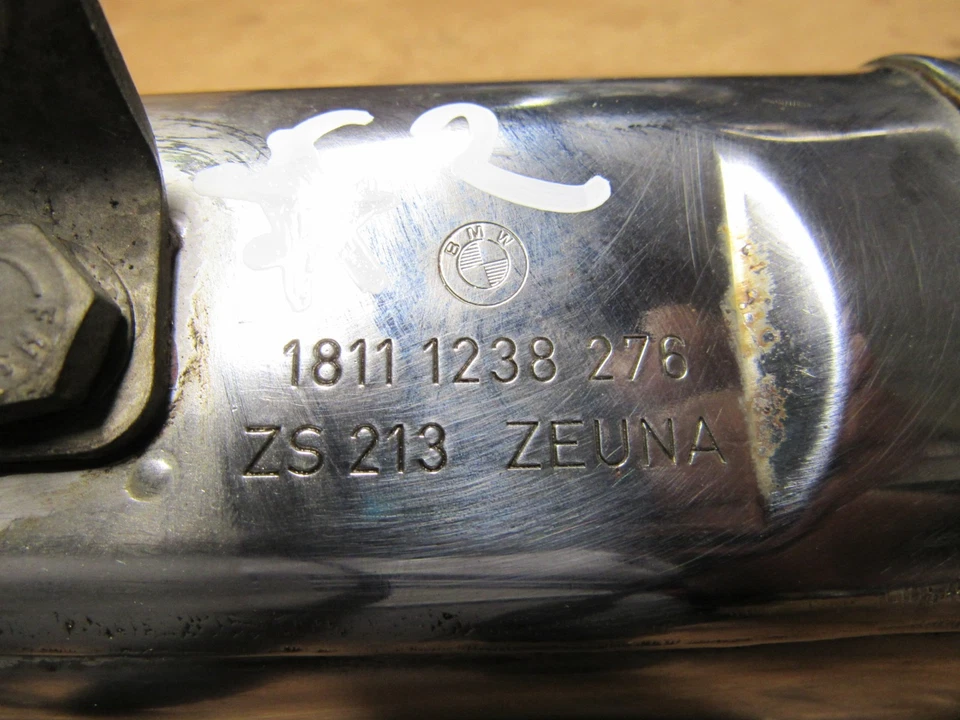 BMW
1811 1238 276
ZS 213 ZEUNA